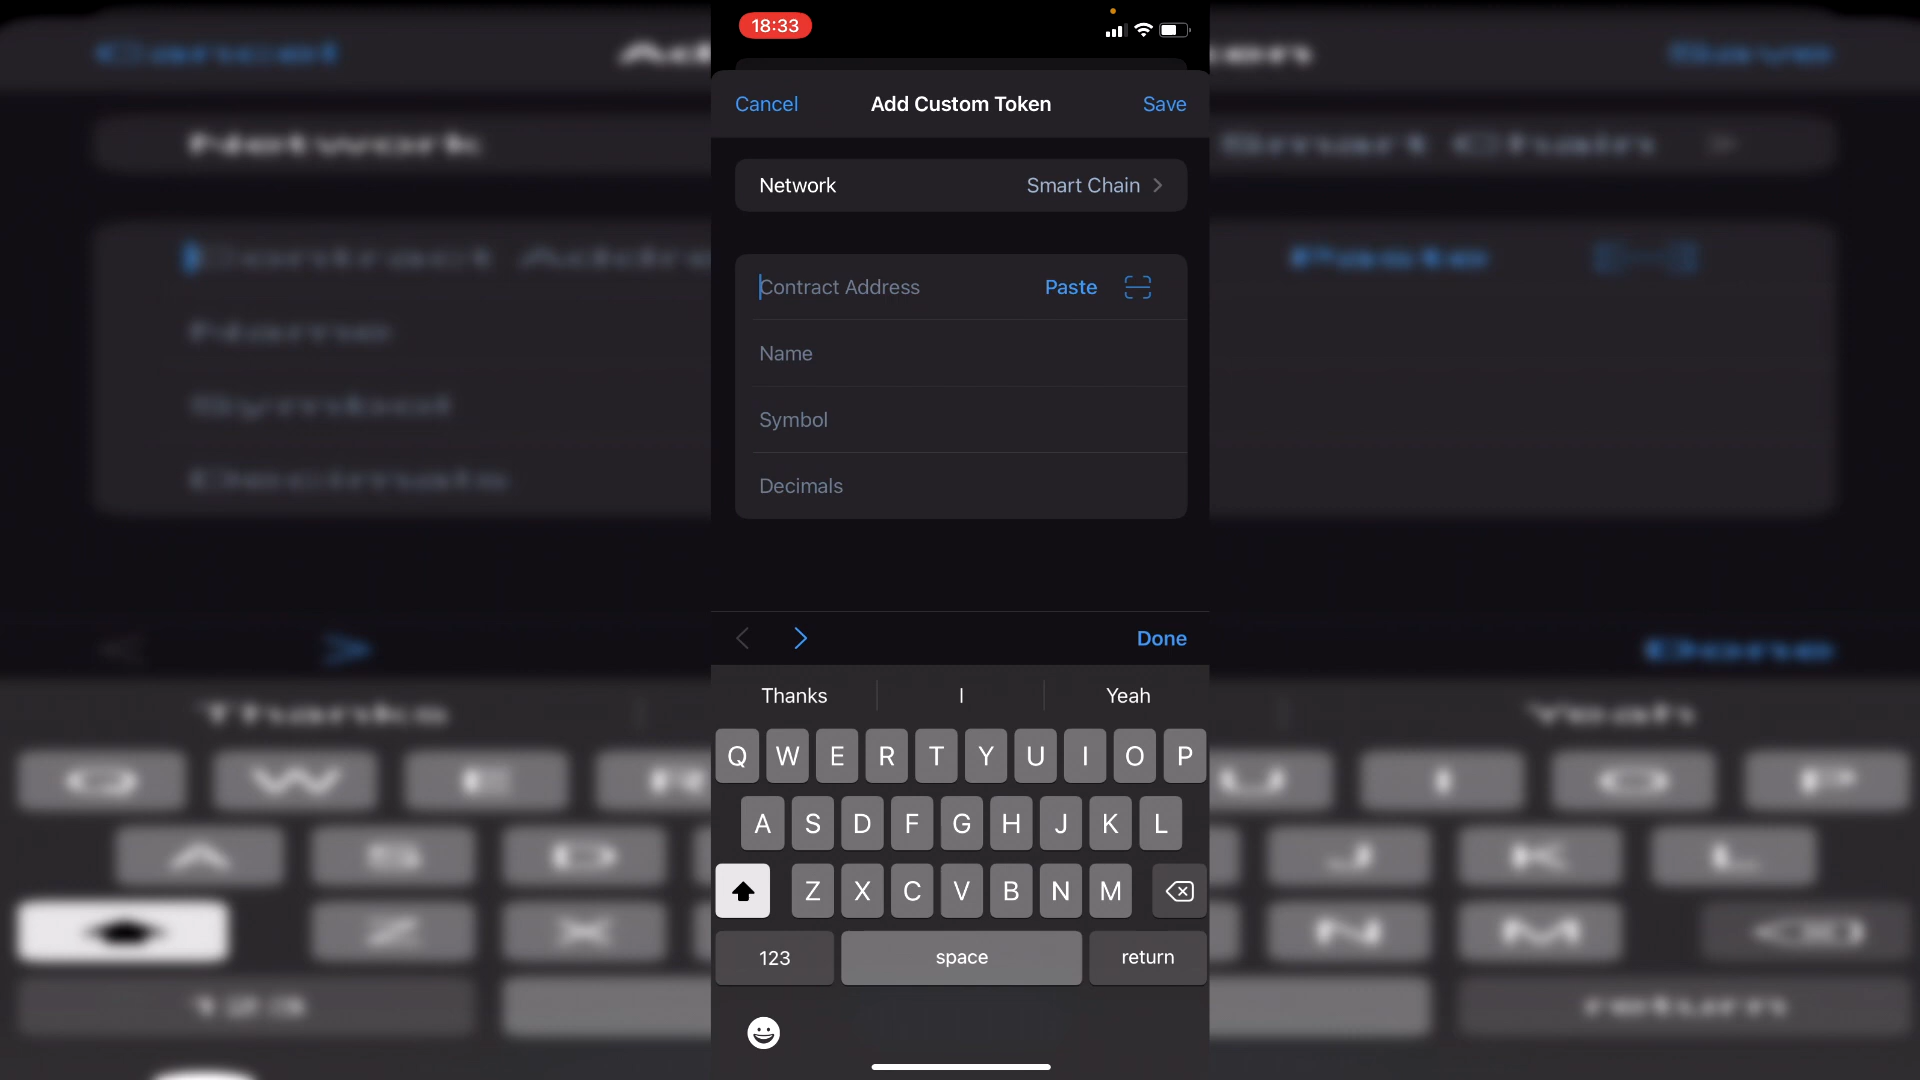 18:33
Cancel Add Custom Token Save
Network Smart Chain
Contract Address Paste
Name
Symbol
Decimals
Done
Thanks I Yeah
Q W E R T Y U I O P
A S D F G H J K L
Z X C V B N M
123 space return